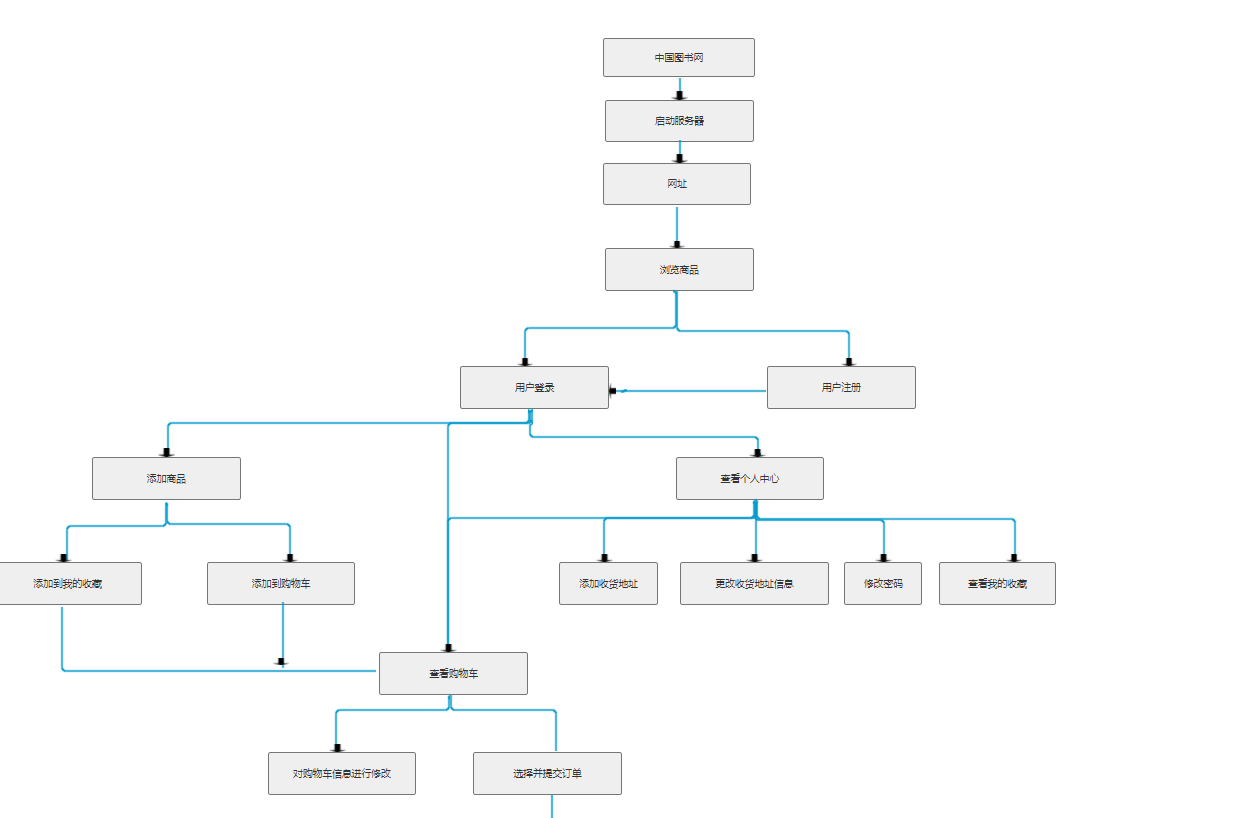 中国图书网
启动服务器
网址
浏览商品
用户登录
用户注册
添加商品
查看个人中心
添加到我的收藏
添加到购物车
添加收货地址
更改收货地址信息
修改密码
查看我的收藏
查看购物车
对购物车信息进行修改
选择并提交订单